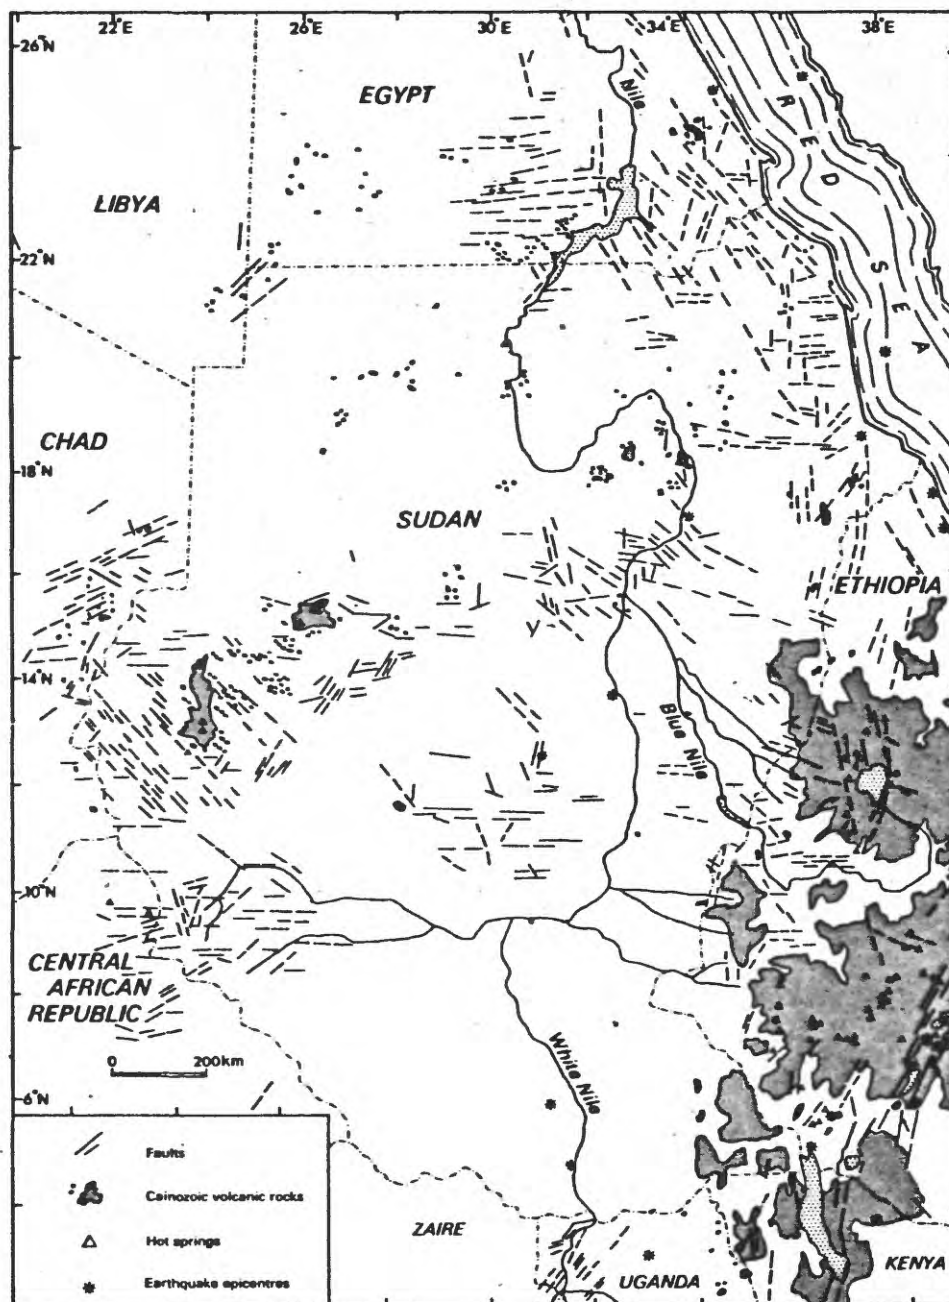 22°E 26°E 30°E 34°E 38°E
26°N
EGYPT
Nile
RED SEA
LIBYA
22°N
CHAD
18°N
SUDAN
ETHIOPIA
14°N
Blue Nile
10°N
CENTRAL
AFRICAN
REPUBLIC
0 200km
White Nile
6°N
Faults
Cainozoic volcanic rocks
Hot springs
Earthquake epicentres
ZAIRE
UGANDA
KENYA